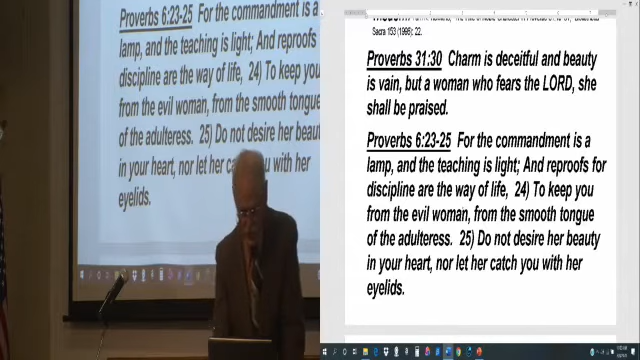 Proverbs 6:23-25 For the commandment is a
lamp, and the teaching is light; And reproofs
discipline are the way of life, 24) To keep you
from the evil woman, from the smooth tongue
of the adulteress. 25) Do not desire her beaut
in your heart, nor let her catch you with her
eyelids.
Sacra 153 (1996): 22.
Proverbs 31:30 Charm is deceitful and beauty
is vain, but a woman who fears the LORD, she
shall be praised.
Proverbs 6:23-25 For the commandment is a
lamp, and the teaching is light; And reproofs for
discipline are the way of life, 24) To keep you
from the evil woman, from the smooth tongue
of the adulteress. 25) Do not desire her beauty
in your heart, nor let her catch you with her
eyelids.